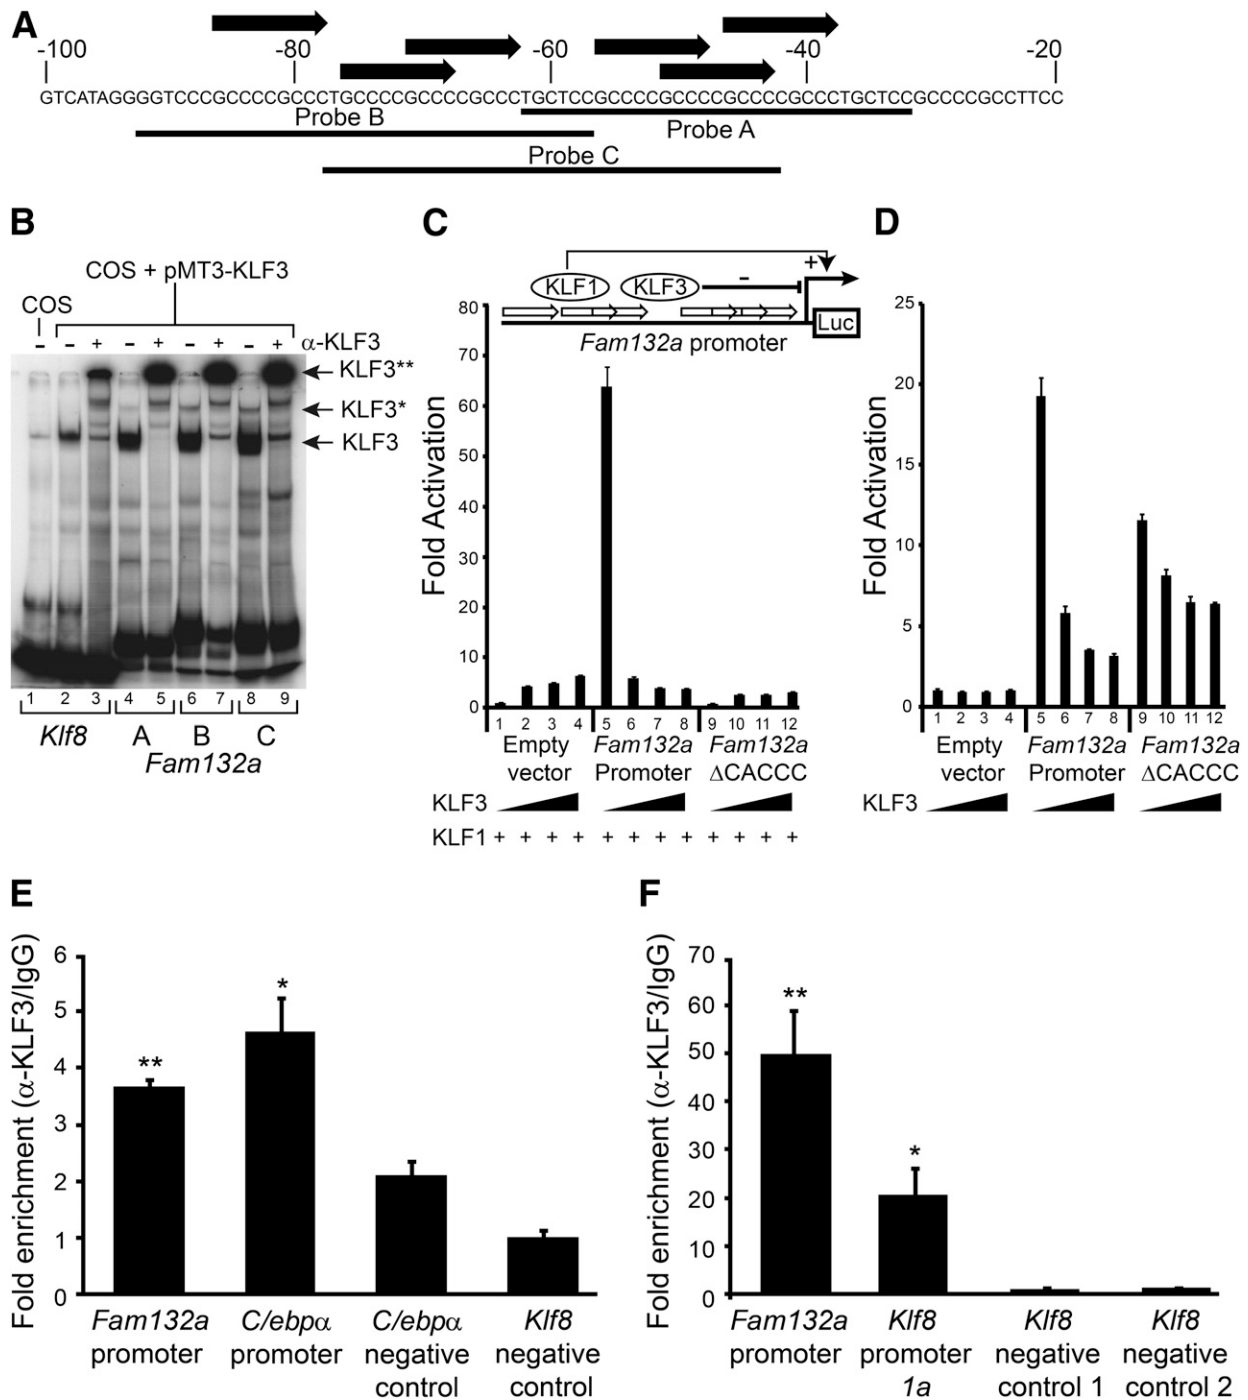 A
-100 -80 -60 -40 -20
GTCATAGGGGTCCCGCCCCGCCCTGCCCCGCCCCGCCCTGCTCCGCCCCGCCCCGCCCCGCCCTGCTCCGCCCCGCCTTCC
Probe B
Probe A
Probe C
B
COS + pMT3-KLF3
COS
- - + - + - + - + α-KLF3
KLF3**
KLF3*
KLF3
1 2 3 4 5 6 7 8 9
Klf8 A B C
Fam132a
C
KLF1 KLF3 - +
Luc
Fam132a promoter
Fold Activation
80
70
60
50
40
30
20
10
0
1 2 3 4 5 6 7 8 9 10 11 12
Empty vector
Fam132a Promoter
Fam132a ΔCACCC
KLF3
KLF1 + + + + + + + + + + + +
D
Fold Activation
25
20
15
10
5
0
1 2 3 4 5 6 7 8 9 10 11 12
Empty vector
Fam132a Promoter
Fam132a ΔCACCC
KLF3
E
Fold enrichment (α-KLF3/IgG)
6
5
4
3
2
1
0
** *
Fam132a promoter
C/ebpα promoter
C/ebpα negative control
Klf8 negative control
F
Fold enrichment (α-KLF3/IgG)
70
60
50
40
30
20
10
0
** *
Fam132a promoter
Klf8 promoter 1a
Klf8 negative control 1
Klf8 negative control 2